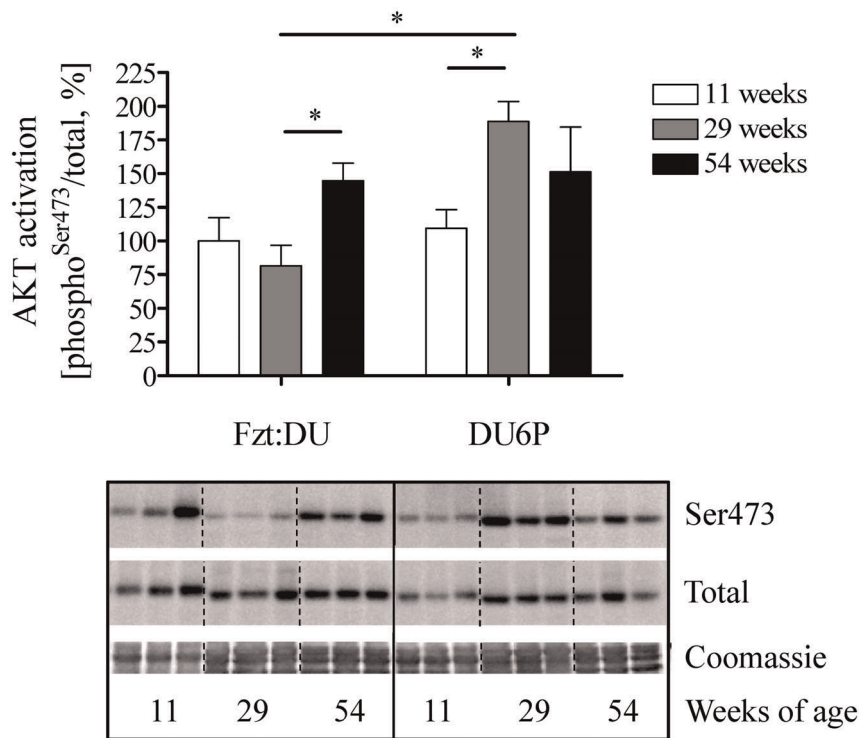 *
*
*
AKT activation
[phospho^Ser473/total, %]
225
200
175
150
125
100
75
50
25
0
11 weeks
29 weeks
54 weeks
Fzt:DU DU6P
Ser473
Total
Coomassie
11 29 54 11 29 54 Weeks of age